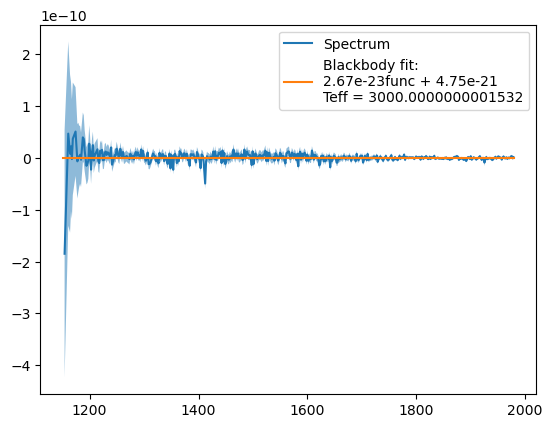 1e−10
Spectrum
Blackbody fit:
2.67e-23func + 4.75e-21
Teff = 3000.0000000001532
2
1
0
−1
−2
−3
−4
1200
1400
1600
1800
2000